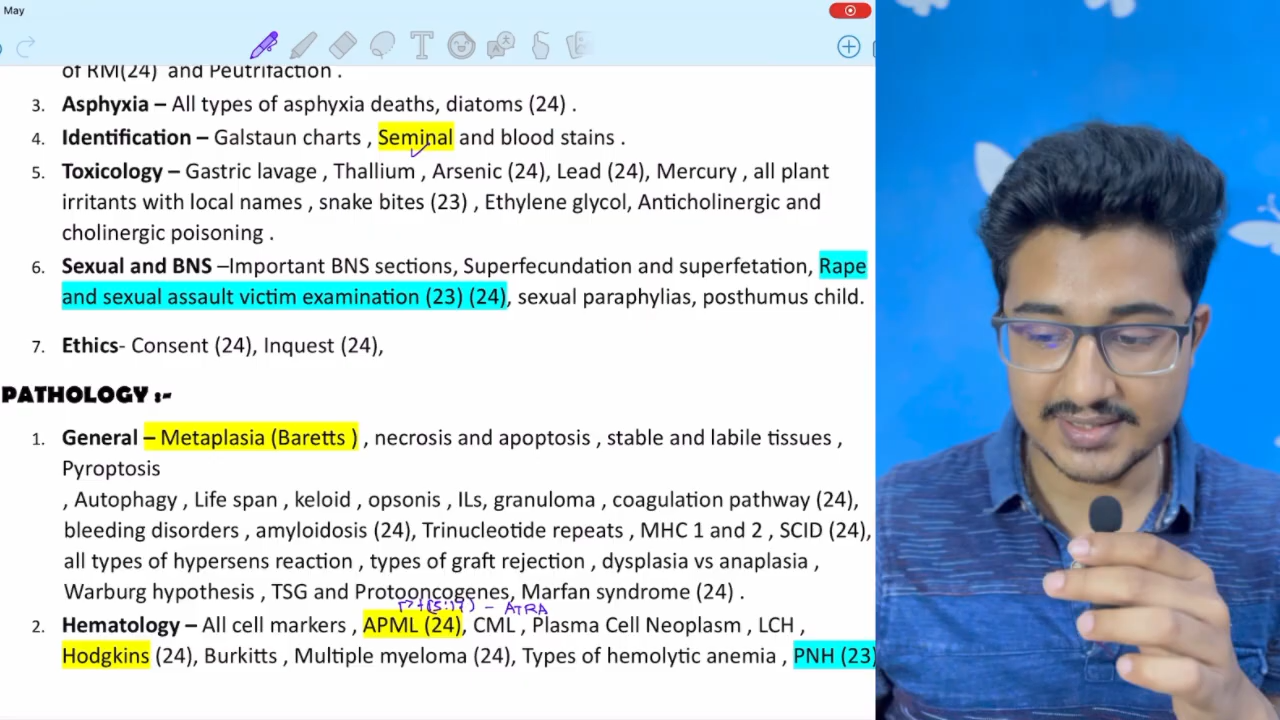 May
of RM(24) and Peutrifaction .
3. Asphyxia – All types of asphyxia deaths, diatoms (24) .
4. Identification – Galstaun charts , Seminal and blood stains .
5. Toxicology – Gastric lavage , Thallium , Arsenic (24), Lead (24), Mercury , all plant
irritants with local names , snake bites (23) , Ethylene glycol, Anticholinergic and
cholinergic poisoning .
6. Sexual and BNS –Important BNS sections, Superfecundation and superfetation, Rape
and sexual assault victim examination (23) (24), sexual paraphylias, posthumus child.
7. Ethics- Consent (24), Inquest (24),
PATHOLOGY :-
1. General – Metaplasia (Baretts ) , necrosis and apoptosis , stable and labile tissues ,
Pyroptosis
, Autophagy , Life span , keloid , opsonis , ILs, granuloma , coagulation pathway (24),
bleeding disorders , amyloidosis (24), Trinucleotide repeats , MHC 1 and 2 , SCID (24),
all types of hypersens reaction , types of graft rejection , dysplasia vs anaplasia ,
Warburg hypothesis , TSG and Protooncogenes, Marfan syndrome (24) .
– ATRA
2. Hematology – All cell markers , APML (24), CML , Plasma Cell Neoplasm , LCH ,
Hodgkins (24), Burkitts , Multiple myeloma (24), Types of hemolytic anemia , PNH (23)